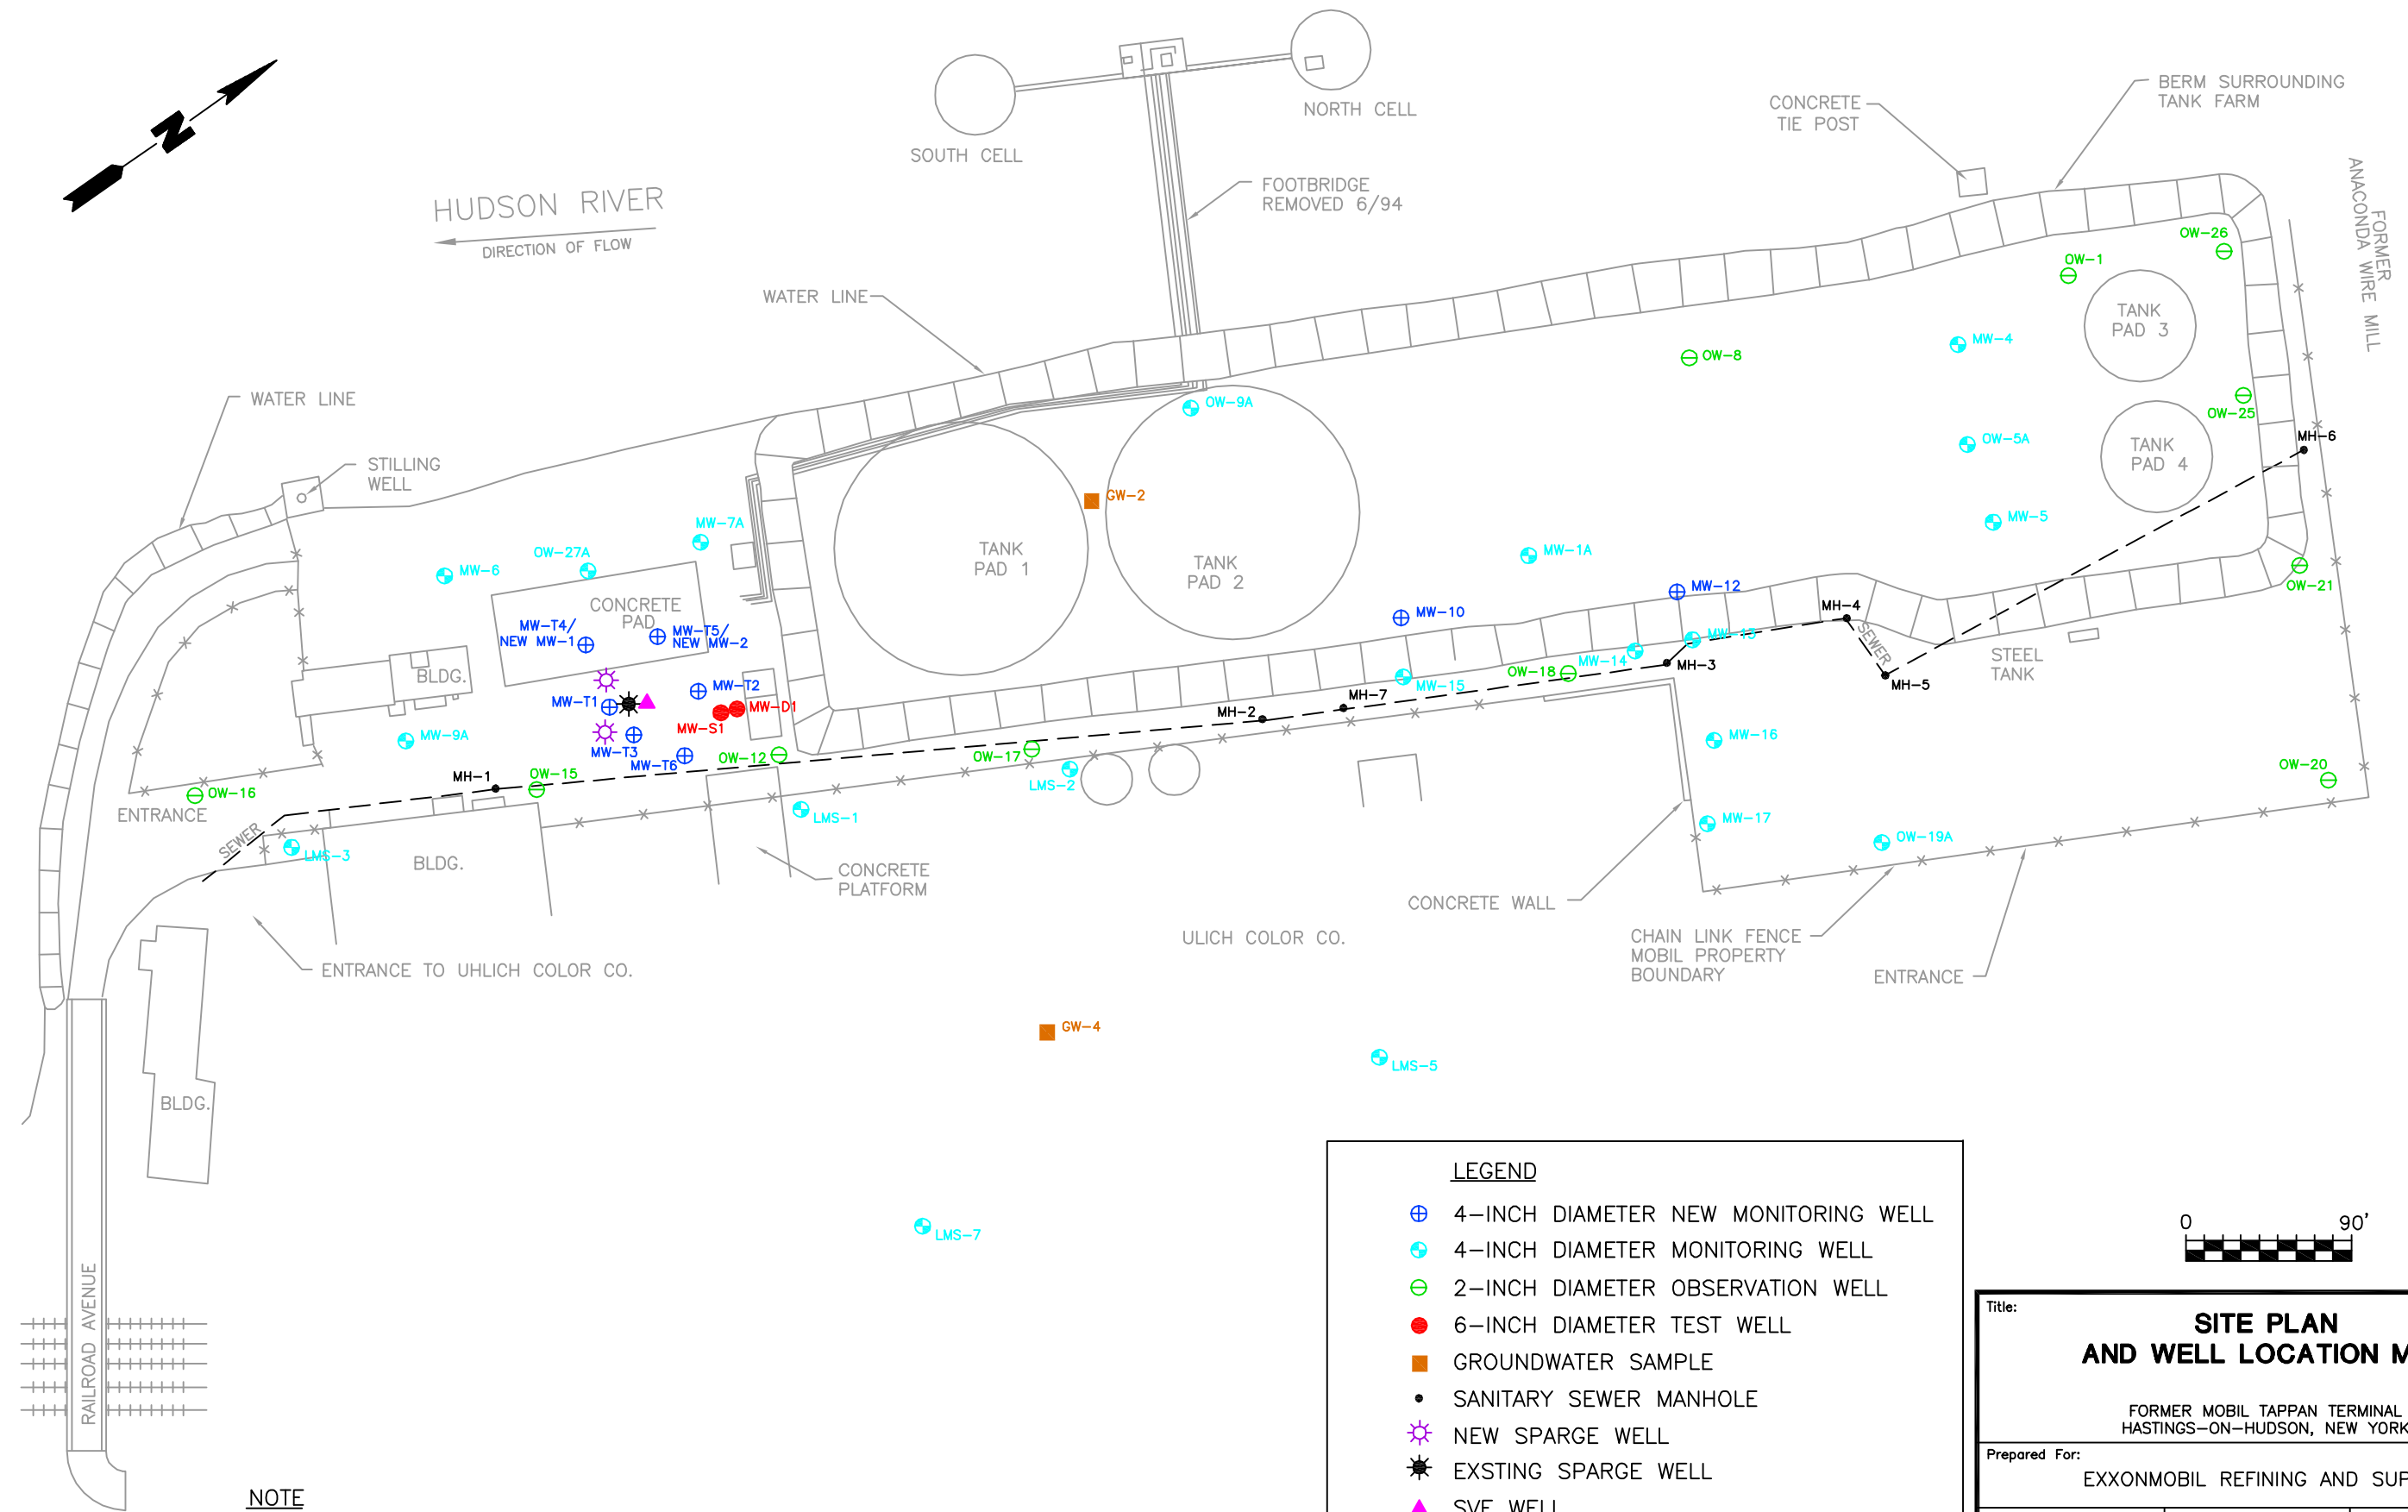 N
HUDSON RIVER
DIRECTION OF FLOW
SOUTH CELL
NORTH CELL
FOOTBRIDGE
REMOVED 6/94
CONCRETE
TIE POST
BERM SURROUNDING
TANK FARM
FORMER
ANACONDA WIRE MILL
WATER LINE
WATER LINE
STILLING
WELL
OW-26
OW-1
TANK
PAD 3
MW-4
OW-8
OW-25
OW-9A
OW-5A
TANK
PAD 4
MH-6
GW-2
MW-7A
MW-5
OW-27A
MW-6
TANK
PAD 1
TANK
PAD 2
MW-1A
OW-21
CONCRETE
PAD
MW-T4/
NEW MW-1
MW-T5/
NEW MW-2
MW-12
MW-10
MH-4
SEWER
MW-13
MW-14
MH-3
STEEL
TANK
MH-5
BLDG.
MW-T2
MW-T1
MW-D1
MW-S1
OW-18
MW-15
MH-7
MH-2
MW-9A
MW-T3
MW-T6
OW-12
OW-17
MW-16
MH-1
OW-15
LMS-2
OW-20
OW-16
ENTRANCE
LMS-1
MW-17
SEWER
LMS-3
BLDG.
OW-19A
CONCRETE
PLATFORM
CONCRETE WALL
ULICH COLOR CO.
CHAIN LINK FENCE
MOBIL PROPERTY
BOUNDARY
ENTRANCE
ENTRANCE TO UHLICH COLOR CO.
GW-4
LMS-5
BLDG.
LMS-7
RAILROAD AVENUE
NOTE
LEGEND
4-INCH DIAMETER NEW MONITORING WELL
4-INCH DIAMETER MONITORING WELL
2-INCH DIAMETER OBSERVATION WELL
6-INCH DIAMETER TEST WELL
GROUNDWATER SAMPLE
SANITARY SEWER MANHOLE
NEW SPARGE WELL
EXSTING SPARGE WELL
SVE WELL
0 90'
Title:
SITE PLAN
AND WELL LOCATION M
FORMER MOBIL TAPPAN TERMINAL
HASTINGS-ON-HUDSON, NEW YORK
Prepared For:
EXXONMOBIL REFINING AND SUP